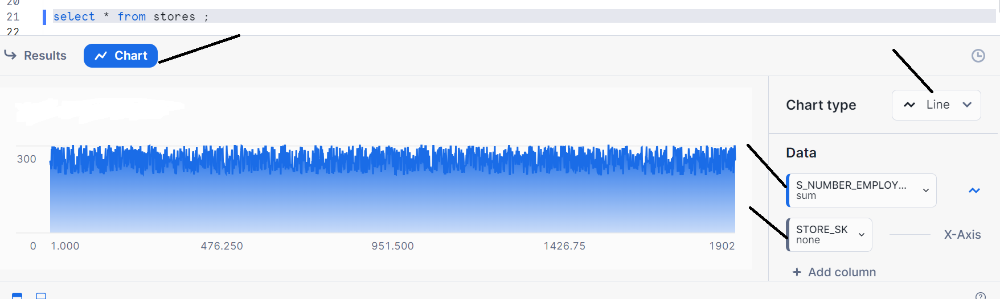 20
21 select * from stores ;
22
Results Chart
Chart type Line
Data
300
S_NUMBER_EMPLOY...
sum
STORE_SK
none
X-Axis
0 1.000 476.250 951.500 1426.75 1902
+ Add column